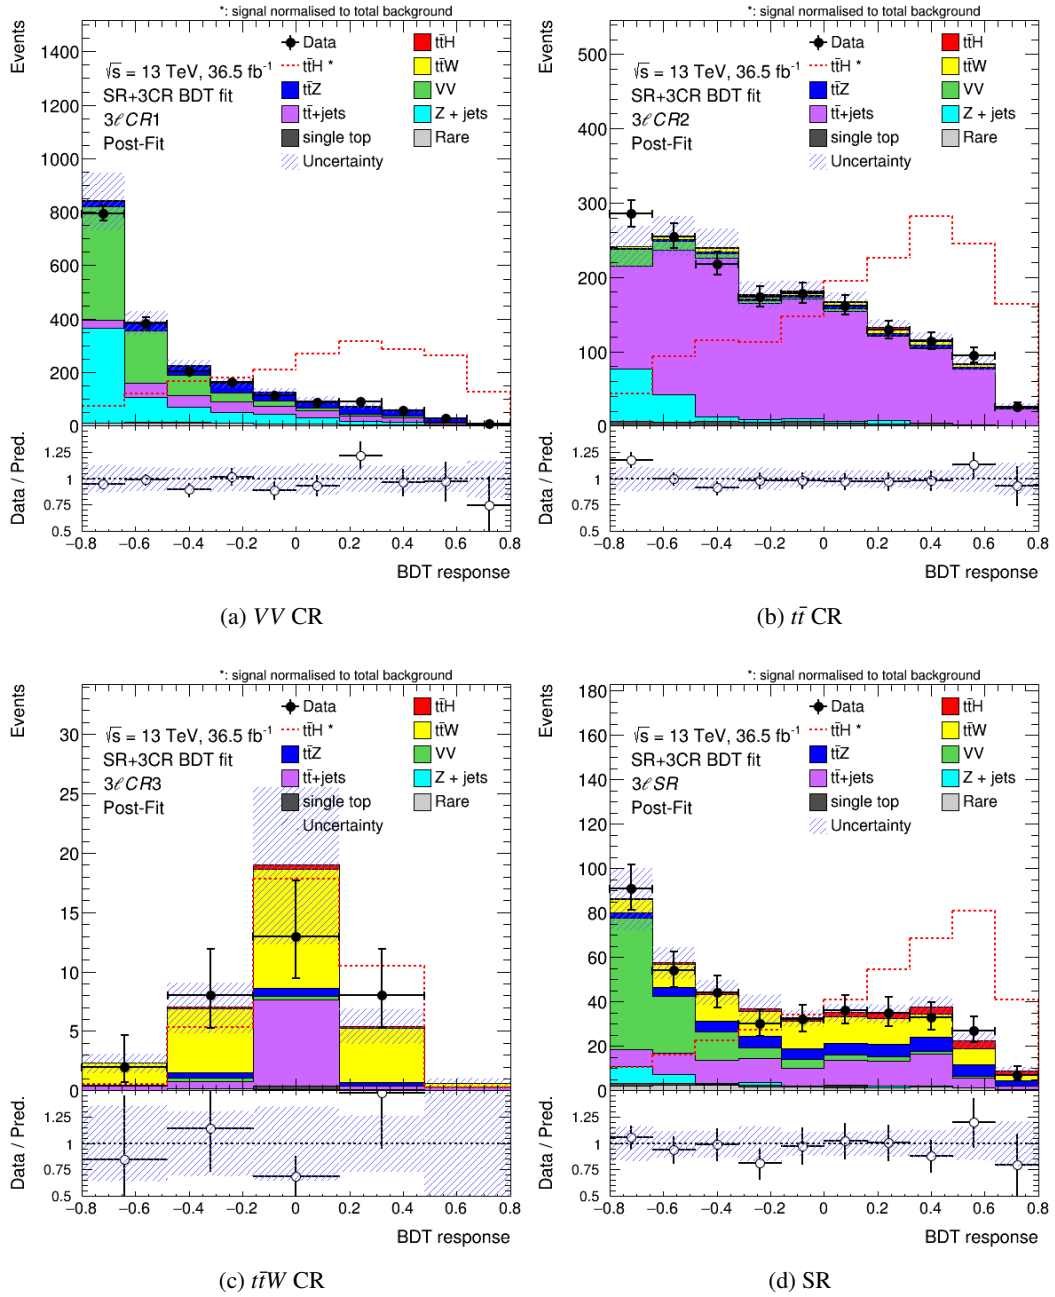 *: signal normalised to total background
Events
1400
1200
1000
800
600
400
200
0
√s = 13 TeV, 36.5 fb⁻¹
SR+3CR BDT fit
3ℓCR1
Post-Fit
Data
tt̄H *
tt̄Z
tt̄+jets
single top
Uncertainty
tt̄H
tt̄W
VV
Z + jets
Rare
Data / Pred.
1.25
1
0.75
0.5
−0.8 −0.6 −0.4 −0.2 0 0.2 0.4 0.6 0.8
BDT response
(a) VV CR
*: signal normalised to total background
Events
500
400
300
200
100
0
√s = 13 TeV, 36.5 fb⁻¹
SR+3CR BDT fit
3ℓCR2
Post-Fit
Data
tt̄H *
tt̄Z
tt̄+jets
single top
Uncertainty
tt̄H
tt̄W
VV
Z + jets
Rare
Data / Pred.
1.25
1
0.75
0.5
−0.8 −0.6 −0.4 −0.2 0 0.2 0.4 0.6 0.8
BDT response
(b) tt̄ CR
*: signal normalised to total background
Events
30
25
20
15
10
5
0
√s = 13 TeV, 36.5 fb⁻¹
SR+3CR BDT fit
3ℓCR3
Post-Fit
Data
tt̄H *
tt̄Z
tt̄+jets
single top
Uncertainty
tt̄H
tt̄W
VV
Z + jets
Rare
Data / Pred.
1.25
1
0.75
0.5
−0.8 −0.6 −0.4 −0.2 0 0.2 0.4 0.6 0.8
BDT response
(c) tt̄W CR
*: signal normalised to total background
Events
180
160
140
120
100
80
60
40
20
0
√s = 13 TeV, 36.5 fb⁻¹
SR+3CR BDT fit
3ℓSR
Post-Fit
Data
tt̄H *
tt̄Z
tt̄+jets
single top
Uncertainty
tt̄H
tt̄W
VV
Z + jets
Rare
Data / Pred.
1.25
1
0.75
0.5
−0.8 −0.6 −0.4 −0.2 0 0.2 0.4 0.6 0.8
BDT response
(d) SR